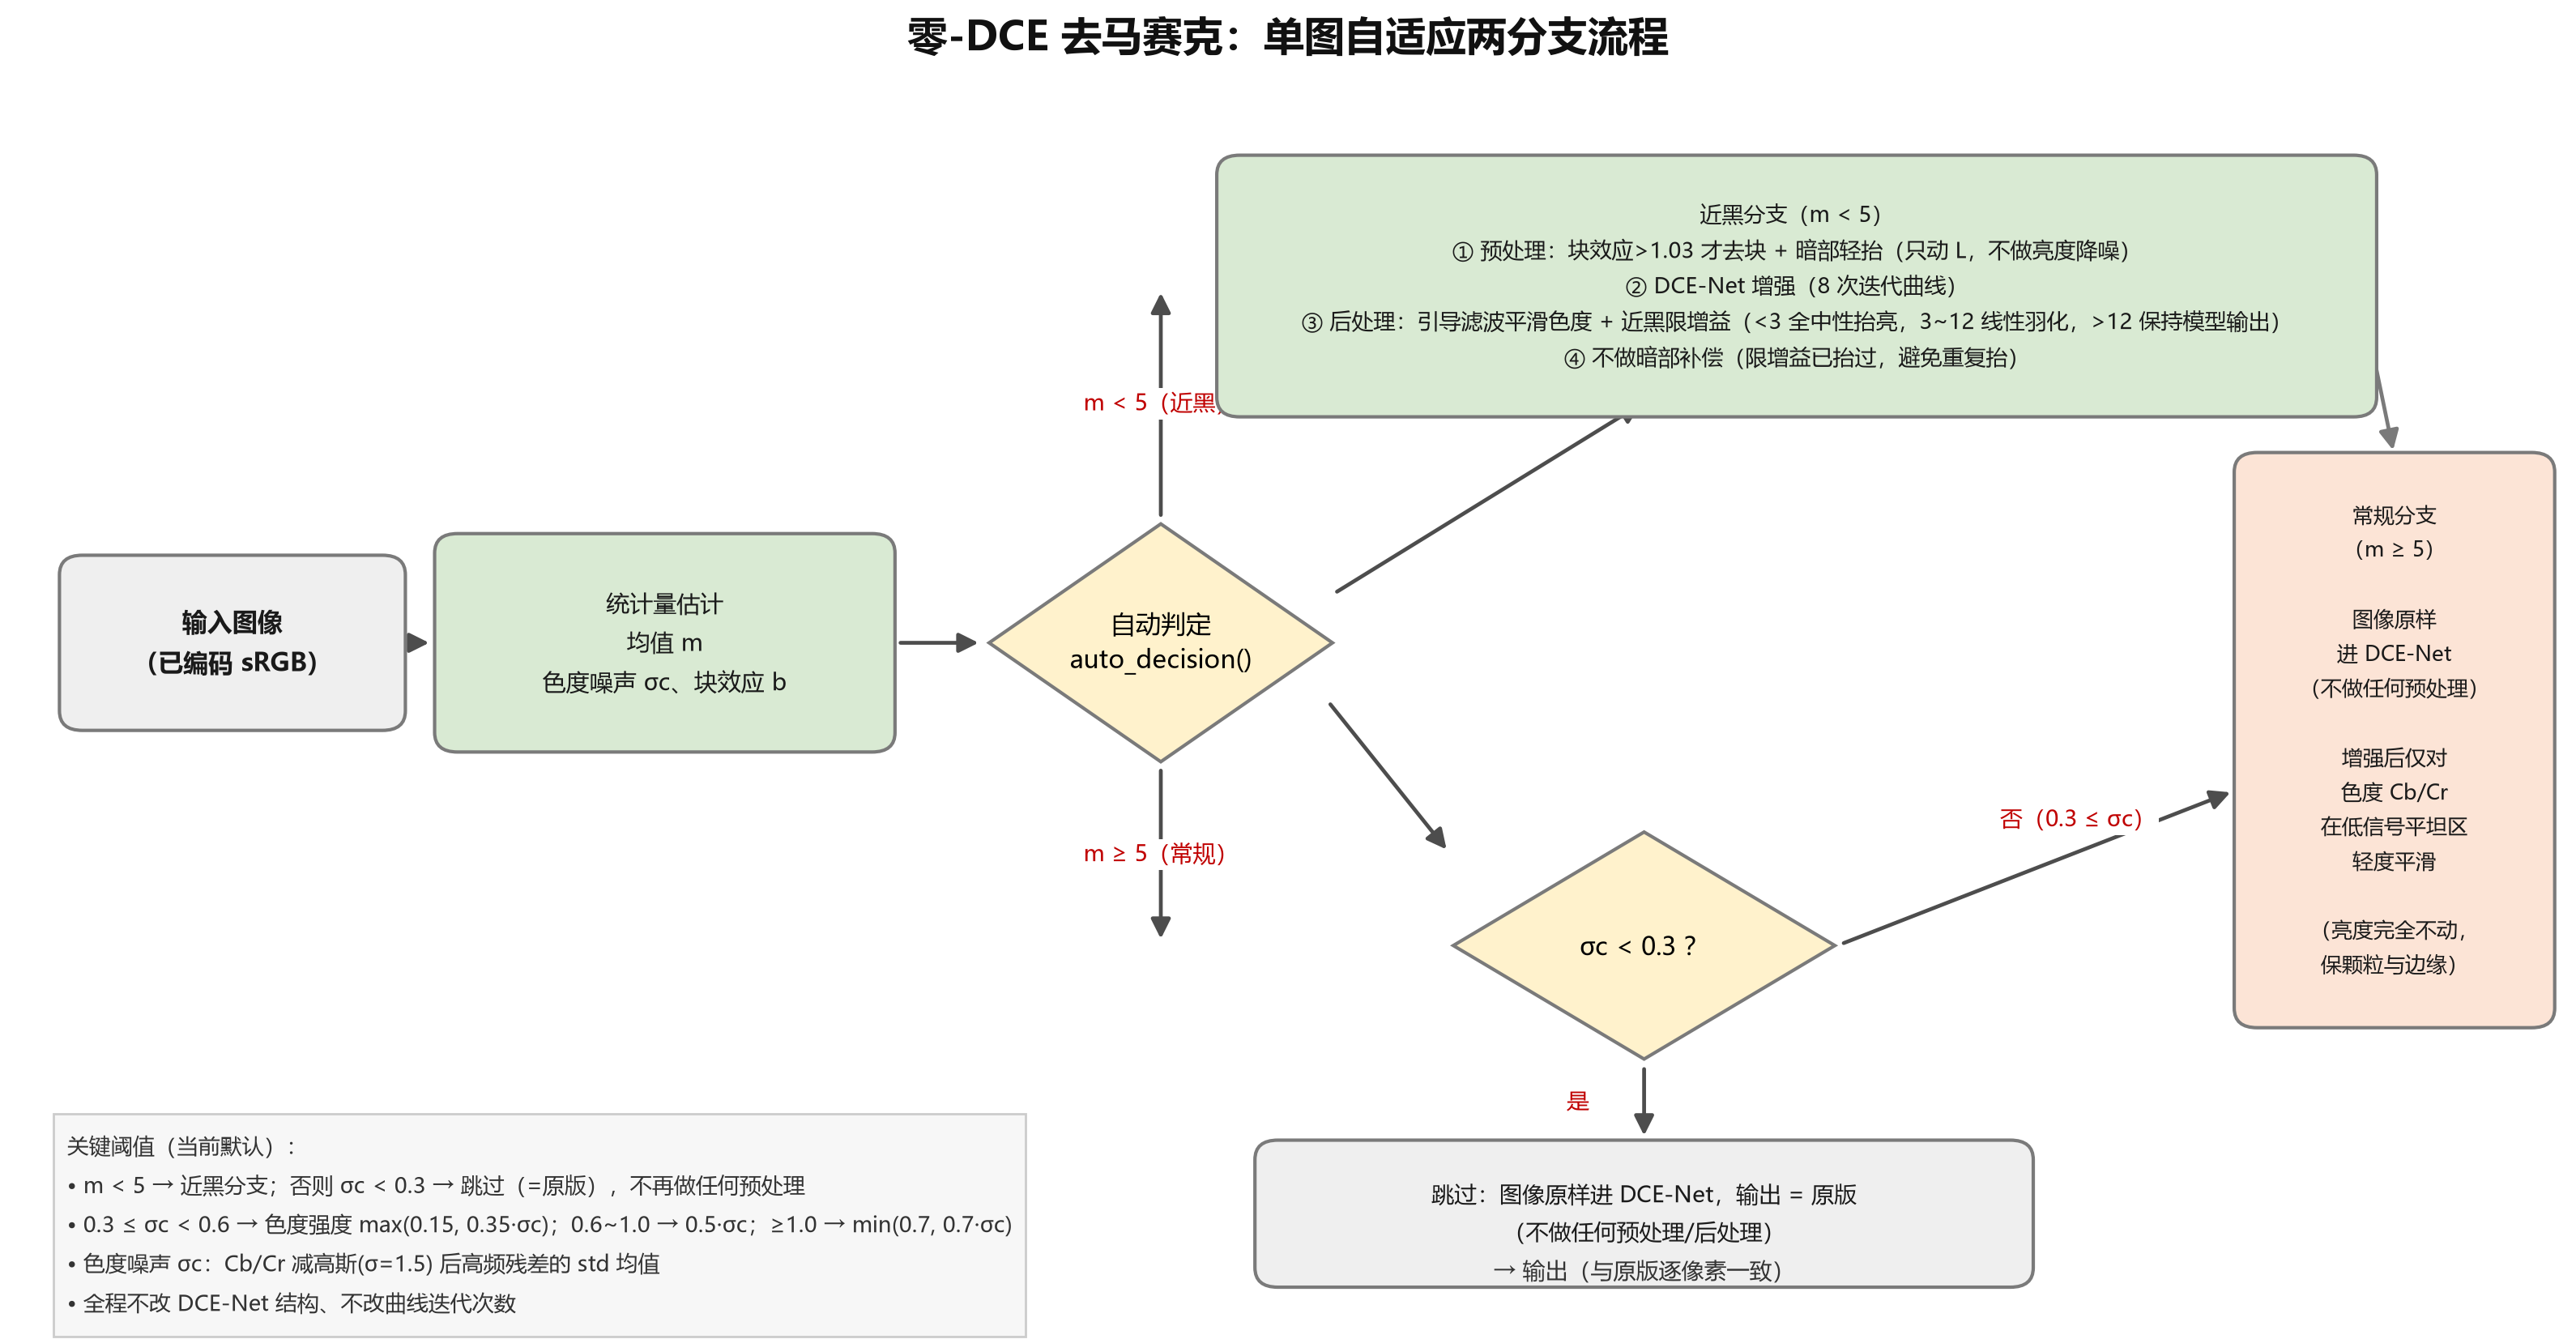 零-DCE 去马赛克：单图自适应两分支流程
近黑分支（m < 5）
① 预处理：块效应>1.03 才去块 + 暗部轻抬（只动 L，不做亮度降噪）
② DCE-Net 增强（8 次迭代曲线）
③ 后处理：引导滤波平滑色度 + 近黑限增益（<3 全中性抬亮，3~12 线性羽化，>12 保持模型输出）
④ 不做暗部补偿（限增益已抬过，避免重复抬）
m < 5（近黑
输入图像
（已编码 sRGB）
统计量估计
均值 m
色度噪声 σc、块效应 b
自动判定
auto_decision()
m ≥ 5（常规）
σc < 0.3 ?
否（0.3 ≤ σc）
是
常规分支
（m ≥ 5）
图像原样
进 DCE-Net
（不做任何预处理）
增强后仅对
色度 Cb/Cr
在低信号平坦区
轻度平滑
（亮度完全不动，
保颗粒与边缘）
跳过：图像原样进 DCE-Net，输出 = 原版
（不做任何预处理/后处理）
→ 输出（与原版逐像素一致）
关键阈值（当前默认）：
• m < 5 → 近黑分支；否则 σc < 0.3 → 跳过（=原版），不再做任何预处理
• 0.3 ≤ σc < 0.6 → 色度强度 max(0.15, 0.35·σc)；0.6~1.0 → 0.5·σc；≥1.0 → min(0.7, 0.7·σc)
• 色度噪声 σc：Cb/Cr 减高斯(σ=1.5) 后高频残差的 std 均值
• 全程不改 DCE-Net 结构、不改曲线迭代次数